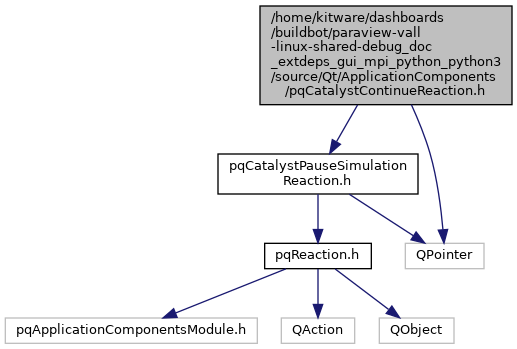 /home/kitware/dashboards
/buildbot/paraview-vall
-linux-shared-debug_doc
_extdeps_gui_mpi_python_python3
/source/Qt/ApplicationComponents
/pqCatalystContinueReaction.h
pqCatalystPauseSimulation
Reaction.h
pqReaction.h
QPointer
pqApplicationComponentsModule.h
QAction
QObject